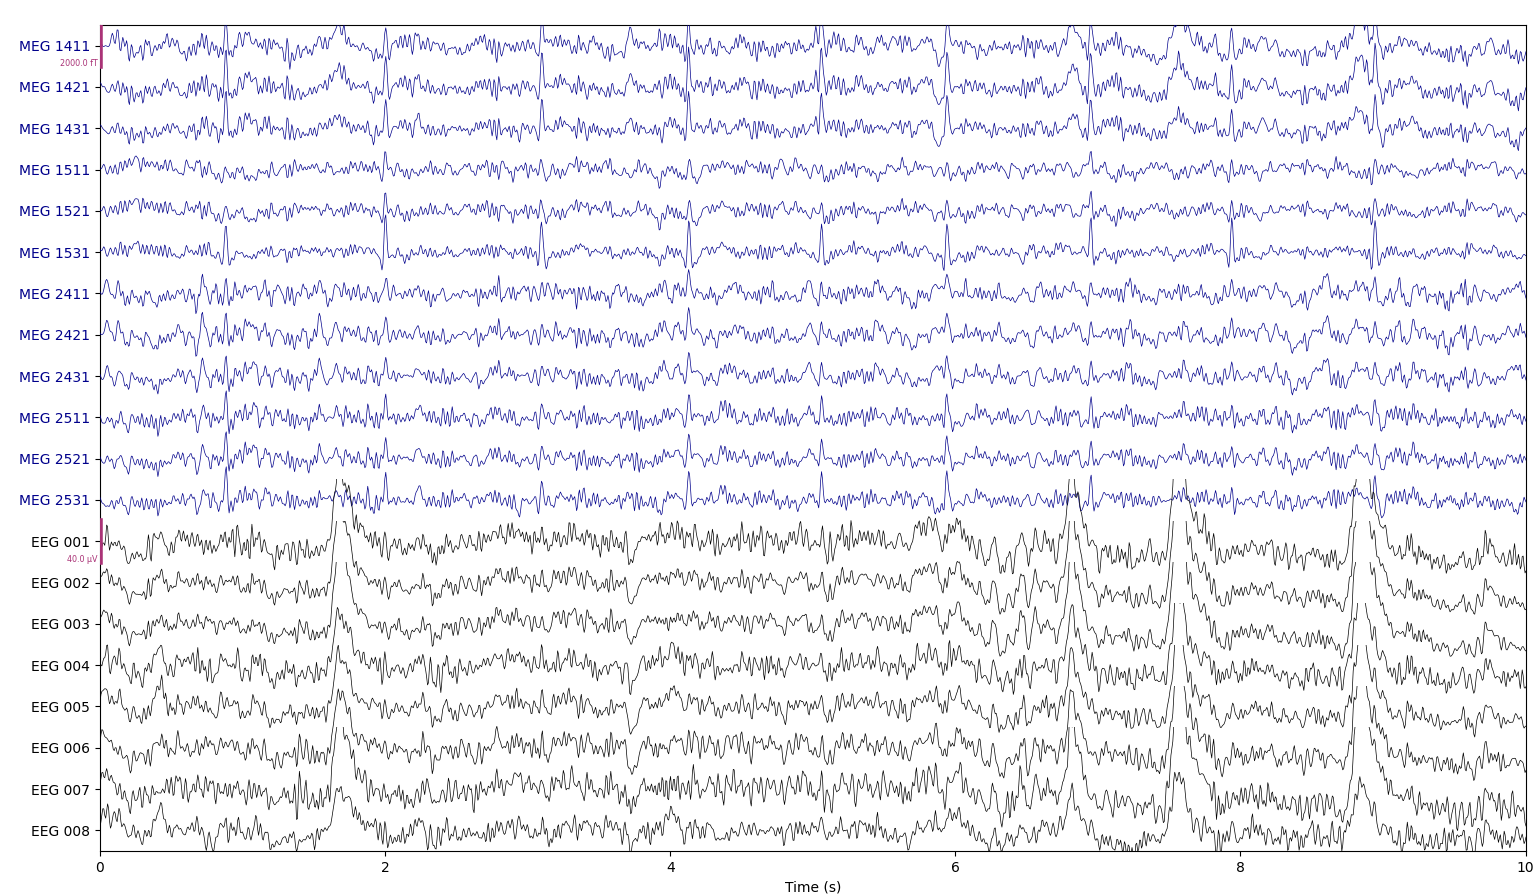 MEG 1411
2000.0 fT
MEG 1421
MEG 1431
MEG 1511
MEG 1521
MEG 1531
MEG 2411
MEG 2421
MEG 2431
MEG 2511
MEG 2521
MEG 2531
EEG 001
40.0 µV
EEG 002
EEG 003
EEG 004
EEG 005
EEG 006
EEG 007
EEG 008
0 2 4 6 8 10
Time (s)